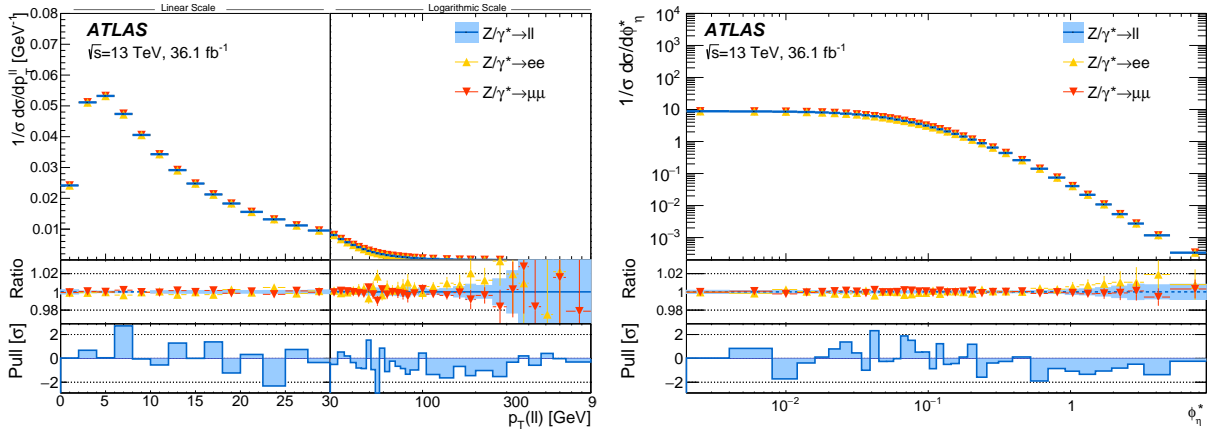 Linear Scale
Logarithmic Scale
1/σ dσ/dp_T^ll [GeV⁻¹]
0.08
0.07
0.06
0.05
0.04
0.03
0.02
0.01
ATLAS
√s=13 TeV, 36.1 fb⁻¹
Z/γ*→ll
Z/γ*→ee
Z/γ*→μμ
Ratio
1.02
1
0.98
Pull [σ]
2
0
−2
0 5 10 15 20 25 30 100 300 9
p_T(ll) [GeV]
1/σ dσ/dϕ*_η
10⁴
10³
10²
10
1
10⁻¹
10⁻²
10⁻³
ATLAS
√s=13 TeV, 36.1 fb⁻¹
Z/γ*→ll
Z/γ*→ee
Z/γ*→μμ
Ratio
1.02
1
0.98
Pull [σ]
2
0
−2
10⁻² 10⁻¹ 1
ϕ*_η